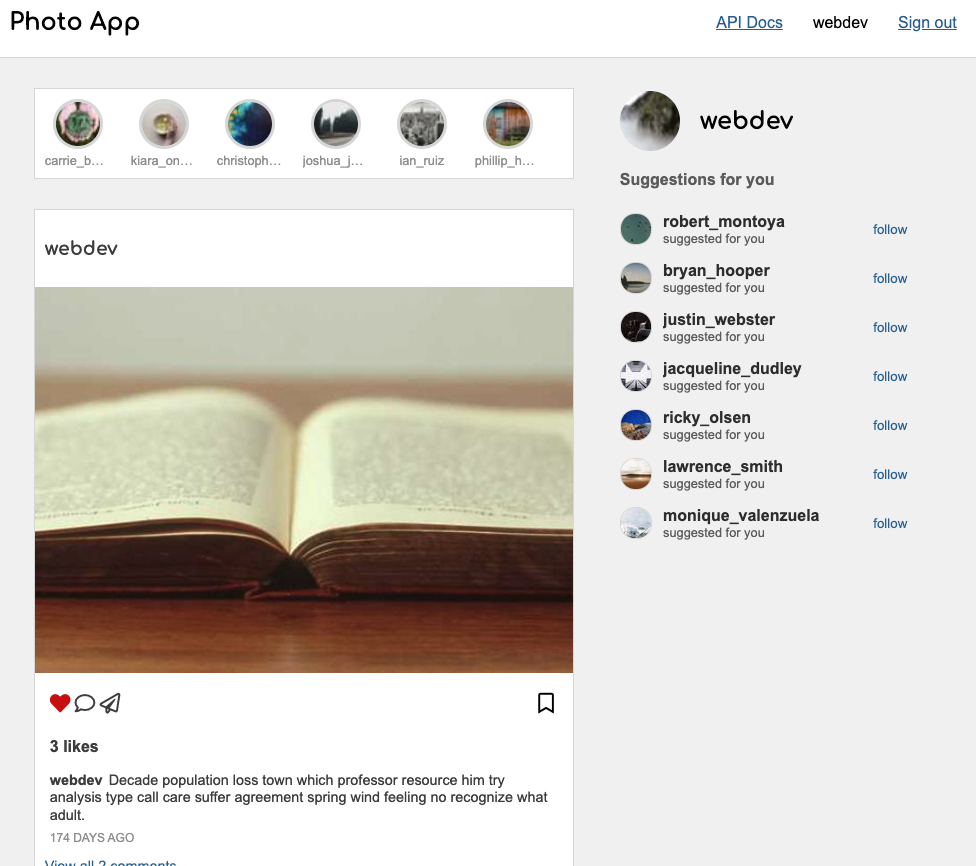 Photo App
API Docs
webdev
Sign out
carrie_b…
kiara_on…
christoph…
joshua_j…
ian_ruiz
phillip_h…
webdev
Suggestions for you
robert_montoya
suggested for you
follow
bryan_hooper
suggested for you
follow
justin_webster
suggested for you
follow
jacqueline_dudley
suggested for you
follow
ricky_olsen
suggested for you
follow
lawrence_smith
suggested for you
follow
monique_valenzuela
suggested for you
follow
webdev
3 likes
webdev Decade population loss town which professor resource him try
analysis type call care suffer agreement spring wind feeling no recognize what
adult.
174 DAYS AGO
View all 2 comments